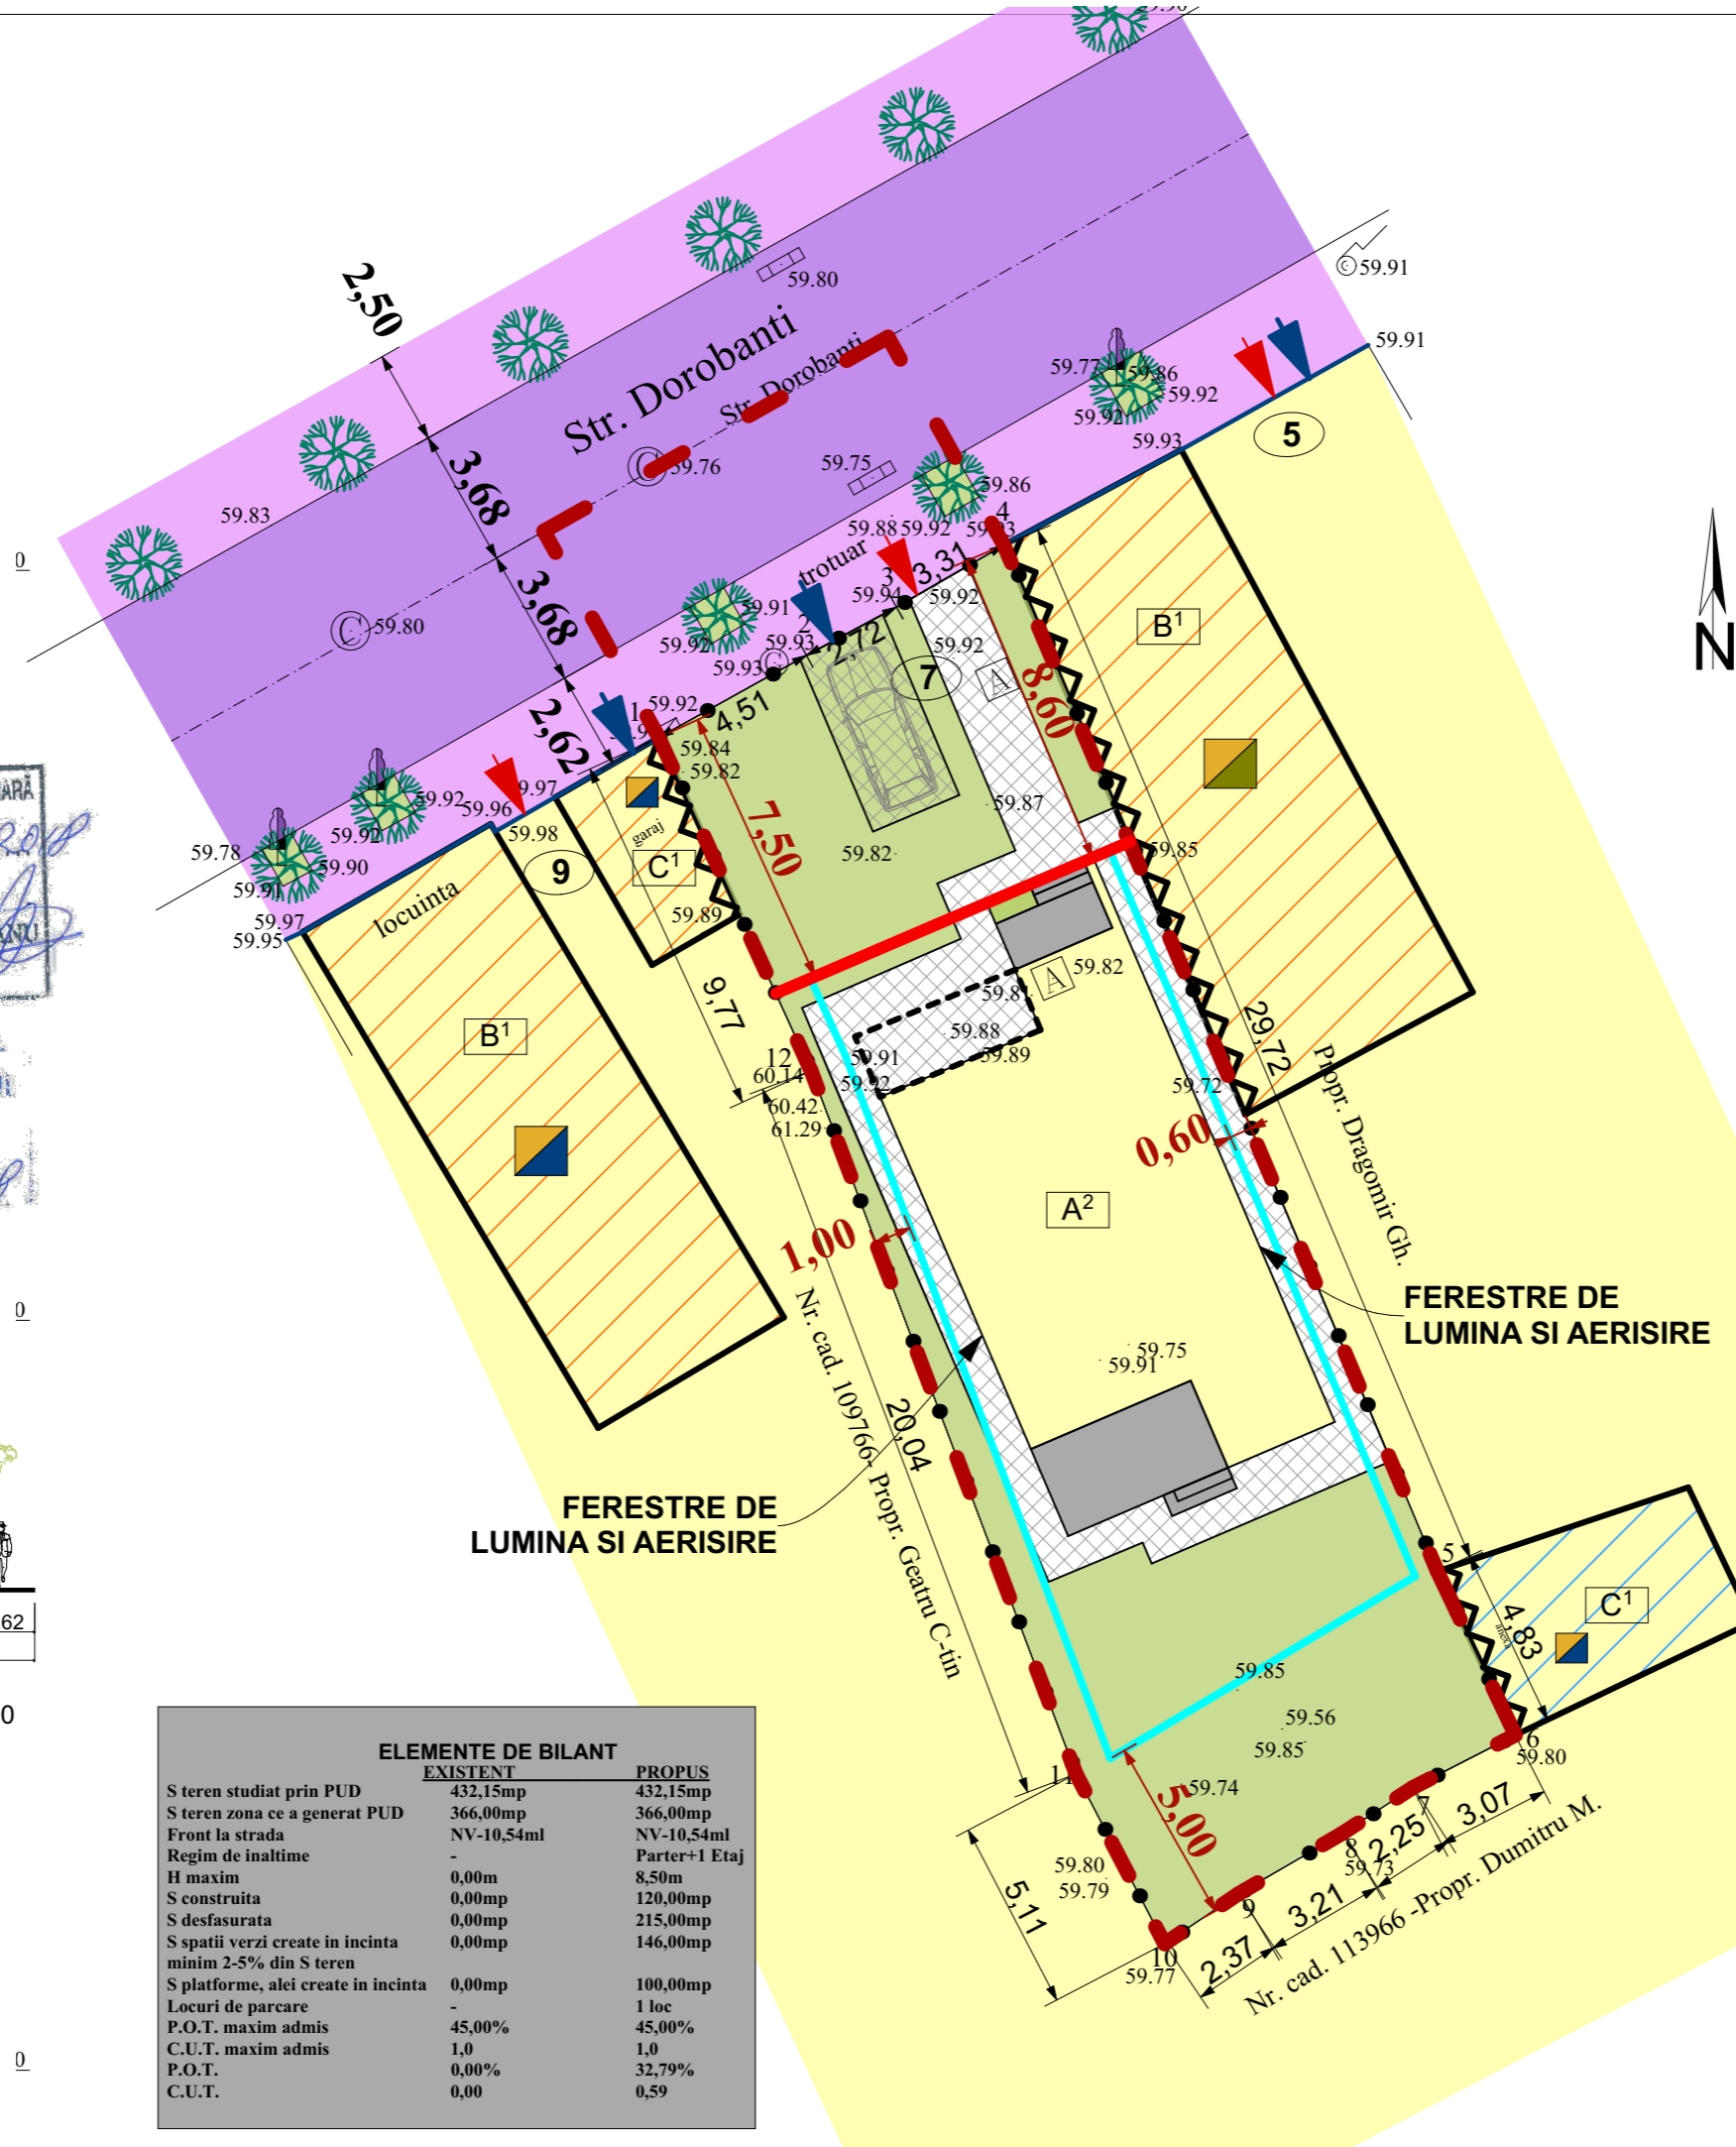 59.90
2,50
3,68
3,68
2,62
Str. Dorobanti
Str. Dorobanti
59.80
59.91
59.91
59.83
59.76
59.75
59.80
59.77
59.86
59.92
59.92
59.93
5
59.86
59.88
59.92
59.93
4
trotuar
3
3,31
59.94
59.92
59.91
2
59.92
59.93
59.93
2,72
59.92
7
A
8,60
B¹
N
1
59.92
4,51
59.84
59.82
59.97
59.96
59.98
59.92
59.92
59.90
59.78
59.91
59.97
59.95
garaj
C¹
9
locuinta
59.89
7,50
59.82
59.87
59.85
9,77
B¹
A
59.82
59.81
59.88
59.89
59.91
59.92
12
60.14
60.42
61.29
59.72
29,72
Propr. Dragomir Gh.
0,60
1,00
A²
FERESTRE DE
LUMINA SI AERISIRE
59.75
59.91
Nr. cad. 109766- Propr. Geatru C-tin
20,04
FERESTRE DE
LUMINA SI AERISIRE
5
C¹
4,83
anexa
59.85
59.56
59.85
59.74
6
59.80
11
5,00
7
3,07
2,25
8
59.73
3,21
9
2,37
10
59.77
59.80
59.79
5,11
Nr. cad. 113966 -Propr. Dumitru M.
0
0
0
62
0
ELEMENTE DE BILANT
EXISTENT PROPUS
S teren studiat prin PUD 432,15mp 432,15mp
S teren zona ce a generat PUD 366,00mp 366,00mp
Front la strada NV-10,54ml NV-10,54ml
Regim de inaltime - Parter+1 Etaj
H maxim 0,00m 8,50m
S construita 0,00mp 120,00mp
S desfasurata 0,00mp 215,00mp
S spatii verzi create in incinta 0,00mp 146,00mp
minim 2-5% din S teren
S platforme, alei create in incinta 0,00mp 100,00mp
Locuri de parcare - 1 loc
P.O.T. maxim admis 45,00% 45,00%
C.U.T. maxim admis 1,0 1,0
P.O.T. 0,00% 32,79%
C.U.T. 0,00 0,59